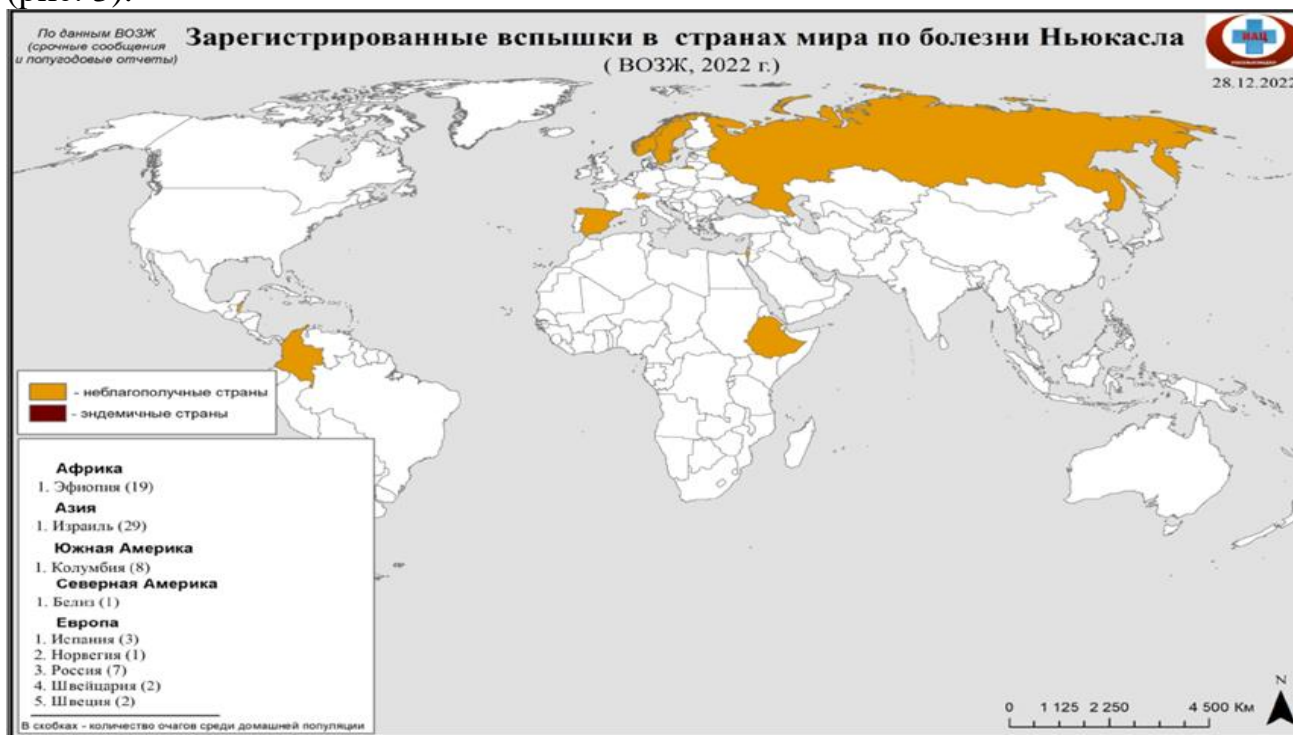 (рис. 3).
По данным ВОЗЖ
(срочные сообщения
и полугодовые отчеты)
Зарегистрированные вспышки в странах мира по болезни Ньюкасла
( ВОЗЖ, 2022 г.)
ИАЦ
28.12.2022
- неблагополучные страны
- эндемичные страны
Африка
1. Эфиопия (19)
Азия
1. Израиль (29)
Южная Америка
1. Колумбия (8)
Северная Америка
1. Белиз (1)
Европа
1. Испания (3)
2. Норвегия (1)
3. Россия (7)
4. Швейцария (2)
5. Швеция (2)
В скобках - количество очагов среди домашней популяции
N
0 1 125 2 250 4 500 Км